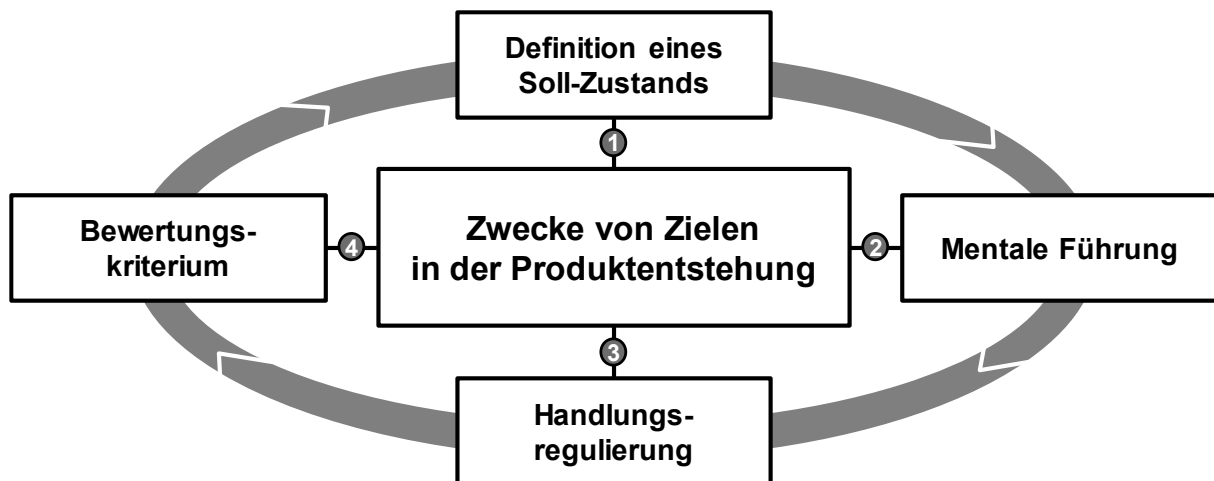 Definition eines
Soll-Zustands
1
Bewertungs-
kriterium
4
Zwecke von Zielen
in der Produktentstehung
2
Mentale Führung
3
Handlungs-
regulierung